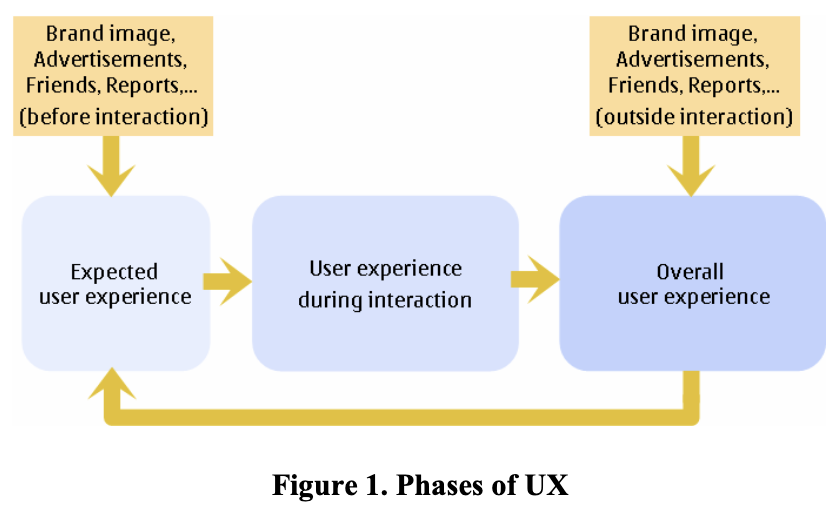 Brand image,
Advertisements,
Friends, Reports,...
(before interaction)
Brand image,
Advertisements,
Friends, Reports,...
(outside interaction)
Expected
user experience
User experience
during interaction
Overall
user experience
Figure 1. Phases of UX